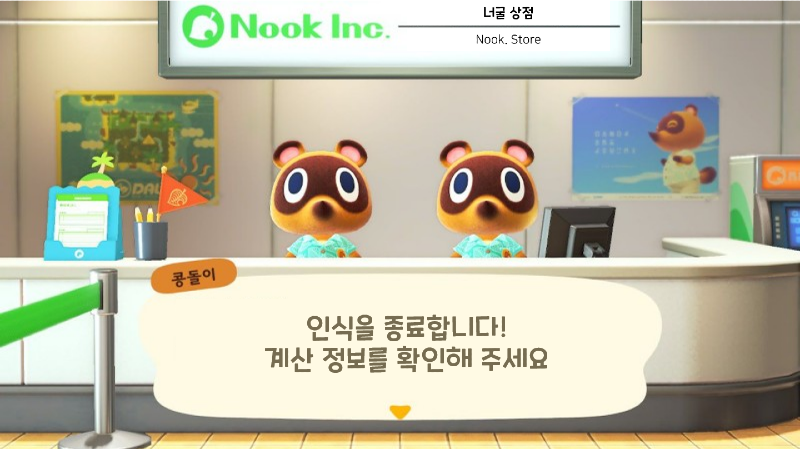 Nook Inc.
너굴 상점
Nook. Store
콩돌이
인식을 종료합니다!
계산 정보를 확인해 주세요